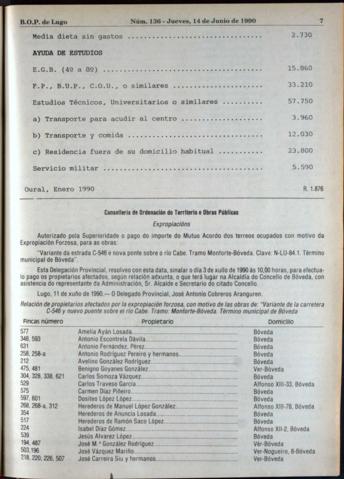 B.O.P. de Lugo Núm. 136 - Jueves, 14 de Junio de 1990 7
Media dieta sin gastos .......................... 2.730
AYUDA DE ESTUDIOS
E.G.B. (4º a 8º) ............................... 15.860
F.P., B.U.P., C.O.U., o similares .............. 33.210
Estudios Técnicos, Universitarios o similares .......... 57.750
a) Transporte para acudir al centro ............ 3.960
b) Transporte y comida ......................... 12.030
c) Residencia fuera de su domicilio habitual .......... 23.800
Servicio militar ............................... 5.590
Oural, Enero 1990 R. 1.876
Consellería de Ordenación do Territorio e Obras Públicas
Expropiacións
Autorizado pola Superioridade o pago do importe do Mutuo Acordo dos terreos ocupados con motivo da
Expropiación Forzosa, para as obras:
"Variante da estrada C-546 e nova ponte sobre o río Cabe. Tramo Monforte-Bóveda. Clave: N-LU-84.1. Término
municipal de Bóveda".
Esta Delegación Provincial, resolveo con esta data, sinalar o día 3 de xullo de 1990 ás 10,00 horas, para efectua-
lo pago os propietarios afectados, según relación adxunta, o que terá lugar na Alcaldía do Concello de Bóveda, con
asistencia do representante da Administración, Sr. Alcalde e Secretario do citado Concello.
Lugo, 11 de xuño de 1990.— O Delegado Provincial, José Antonio Cobreros Aranguren.
Relación de propietarios afectados por la expropiación forzosa, con motivo de las obras de: "Variante de la carretera
C-546 y nuevo puente sobre el río Cabe. Tramo: Monforte-Bóveda. Término municipal de Bóveda
Fincas número Propietario Domicilio
577 Amelia Ayán Losada Bóveda
348, 593 Antonio Escontrela Dávila Bóveda
631 Antonio Fernández Pérez Bóveda
258, 258-a Antonio Rodríguez Pereiro y hermanos Bóveda
212 Avelino González Rodríguez Bóveda
475, 481 Benigno Goyanes González Ver-Bóveda
304, 328, 338, 621 Carlos Somoza Vázquez Bóveda
529 Carlos Traveso García Alfonso XIII-33, Bóveda
575 Carmen Díaz Piñeiro Bóveda
597, 601 Dositeo López López Bóveda
268, 268-a, 312 Herederos de Manuel López González Alfonso XIII-78, Bóveda
354 Herederos de Anuncia Losada Bóveda
517 Herederos de Ramón Saco López Bóveda
224 Isabel Díaz Gómez Alfonso XII-2, Bóveda
539 Jesús Alvarez López Bóveda
194, 487 José Mª González Rodríguez Ver-Bóveda
503, 196 José Vázquez Mariño Ver-Nogueiro, 8-Bóveda
218, 220, 226, 507 José Carreira Siu y hermanos Ver-Bóveda